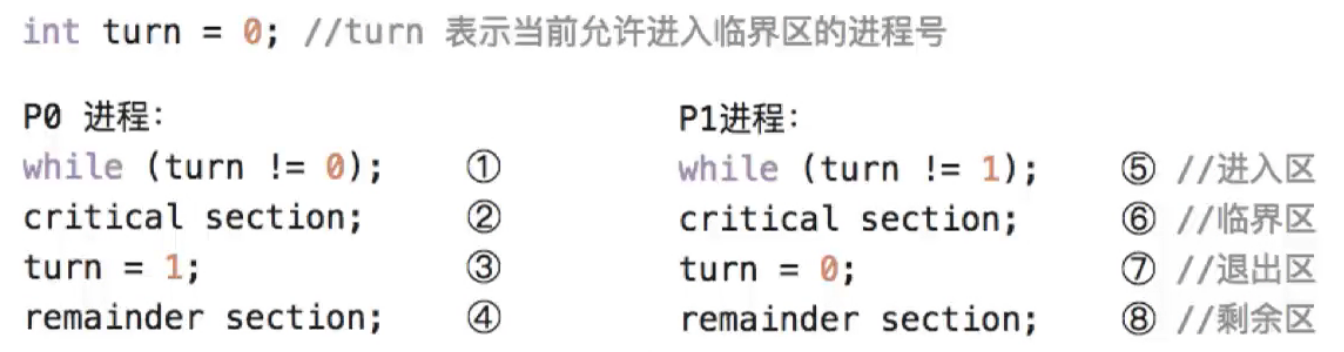 int turn = 0; //turn 表示当前允许进入临界区的进程号
P0 进程:
while (turn != 0); ①
critical section; ②
turn = 1; ③
remainder section; ④
P1进程:
while (turn != 1); ⑤ //进入区
critical section; ⑥ //临界区
turn = 0; ⑦ //退出区
remainder section; ⑧ //剩余区